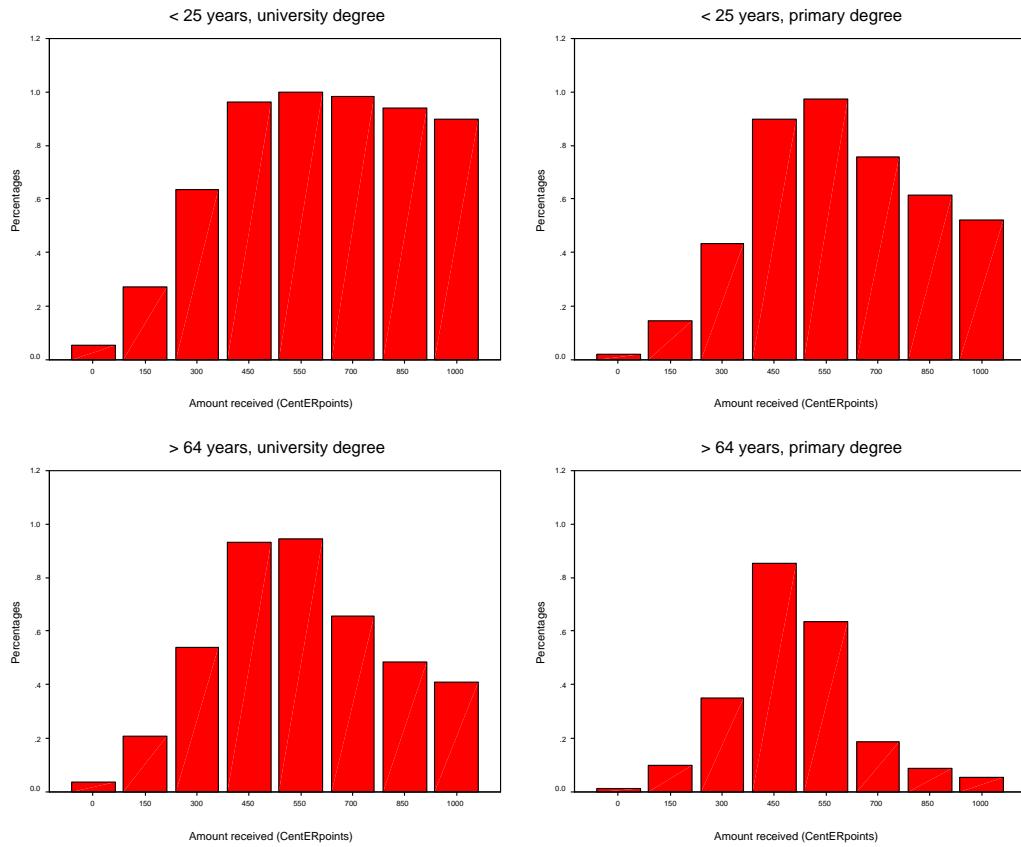 < 25 years, university degree
1.2
1.0
.8
.6
.4
.2
0.0
Percentages
0 150 300 450 550 700 850 1000
Amount received (CentERpoints)
< 25 years, primary degree
1.2
1.0
.8
.6
.4
.2
0.0
Percentages
0 150 300 450 550 700 850 1000
Amount received (CentERpoints)
> 64 years, university degree
1.2
1.0
.8
.6
.4
.2
0.0
Percentages
0 150 300 450 550 700 850 1000
Amount received (CentERpoints)
> 64 years, primary degree
1.2
1.0
.8
.6
.4
.2
0.0
Percentages
0 150 300 450 550 700 850 1000
Amount received (CentERpoints)